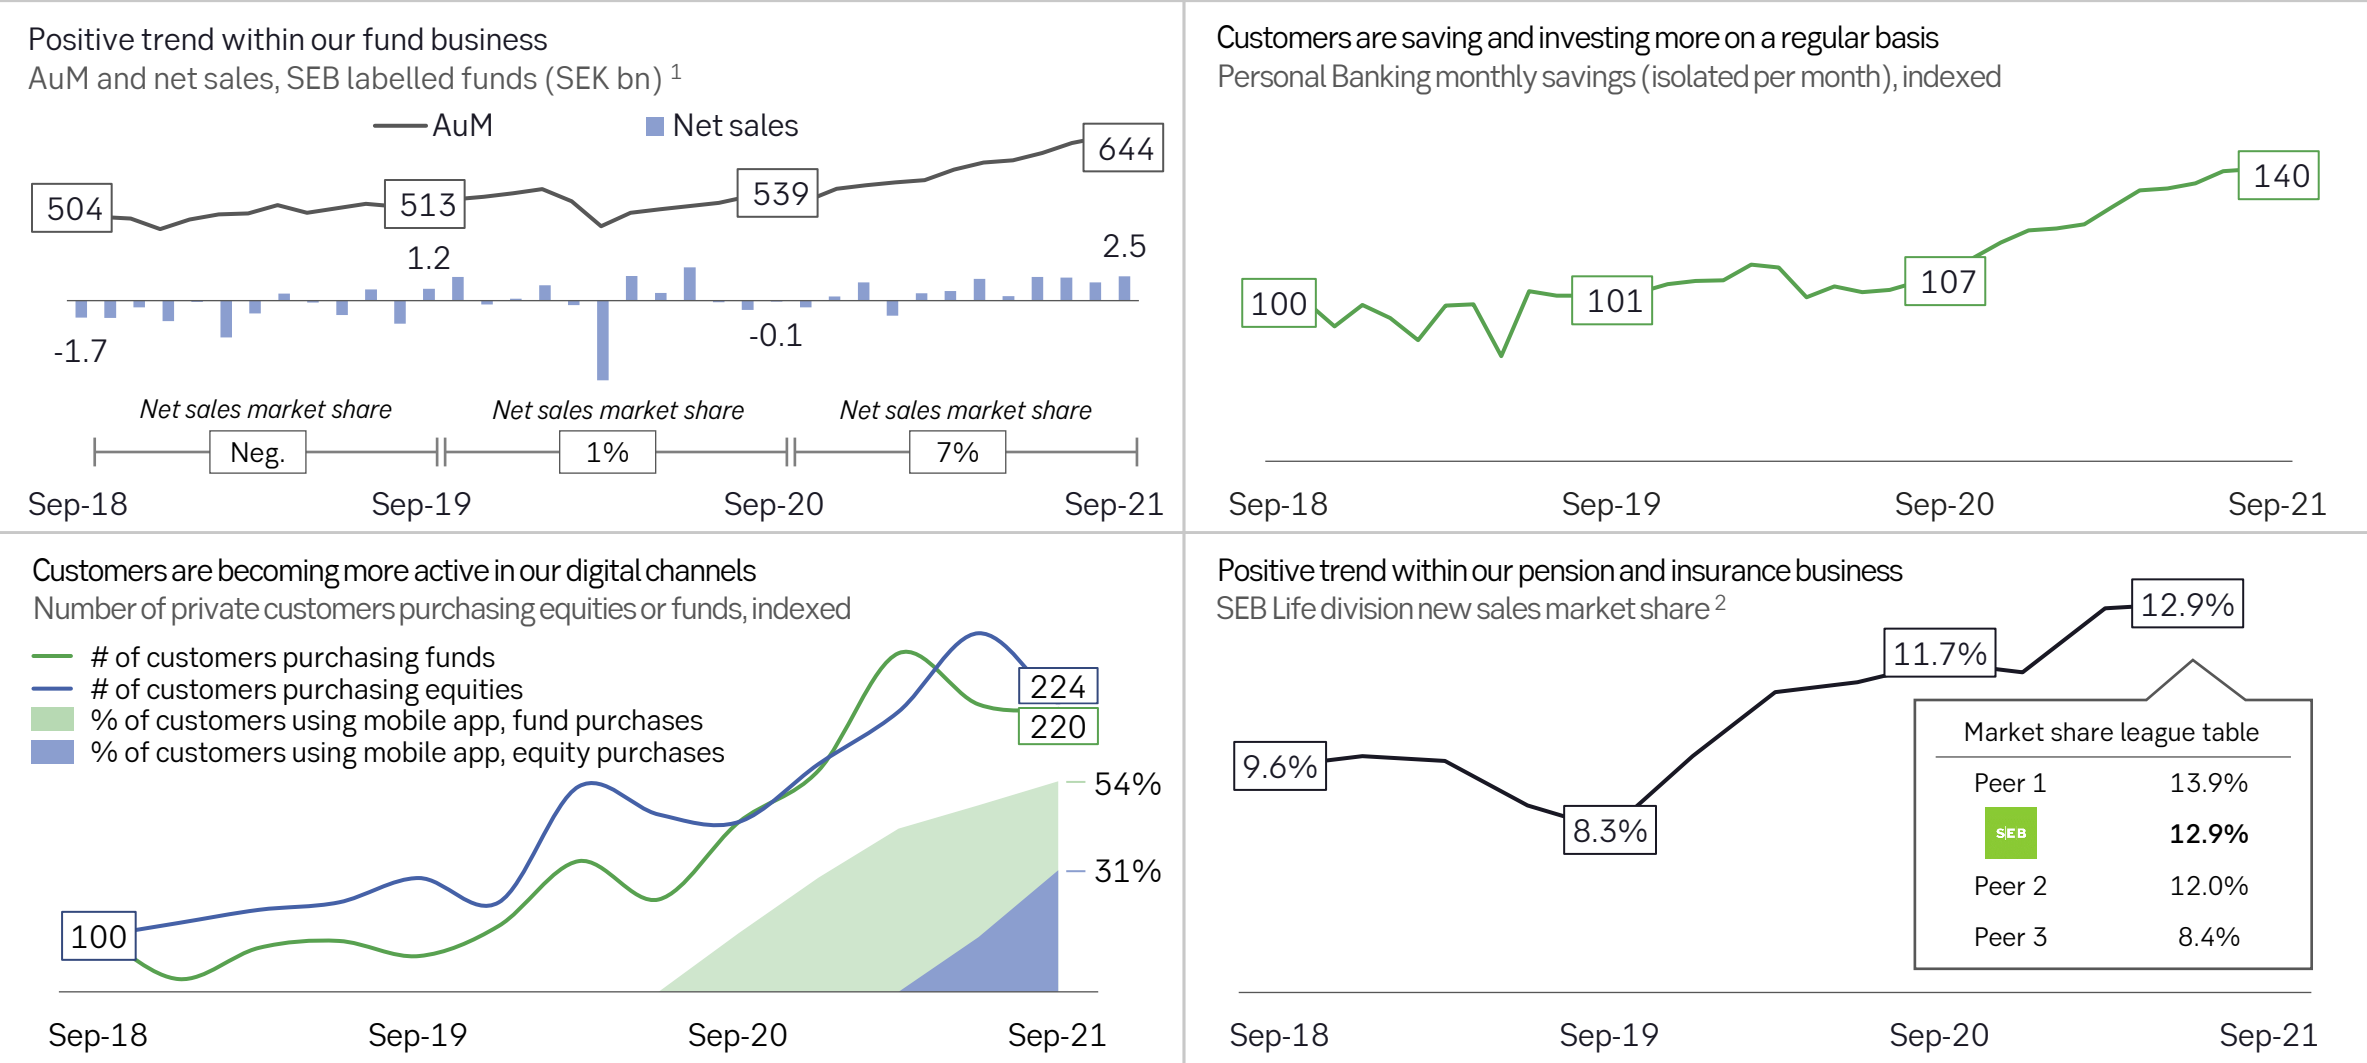 Positive trend within our fund business
AuM and net sales, SEB labelled funds (SEK bn) 1
AuM
Net sales
504
513
539
644
1.2
2.5
-1.7
-0.1
Net sales market share
Net sales market share
Net sales market share
Neg.
1%
7%
Sep-18
Sep-19
Sep-20
Sep-21
Customers are saving and investing more on a regular basis
Personal Banking monthly savings (isolated per month), indexed
100
101
107
140
Sep-18
Sep-19
Sep-20
Sep-21
Customers are becoming more active in our digital channels
Number of private customers purchasing equities or funds, indexed
# of customers purchasing funds
# of customers purchasing equities
% of customers using mobile app, fund purchases
% of customers using mobile app, equity purchases
224
220
54%
31%
100
Sep-18
Sep-19
Sep-20
Sep-21
Positive trend within our pension and insurance business
SEB Life division new sales market share 2
12.9%
11.7%
9.6%
8.3%
Market share league table
Peer 1 13.9%
SEB 12.9%
Peer 2 12.0%
Peer 3 8.4%
Sep-18
Sep-19
Sep-20
Sep-21